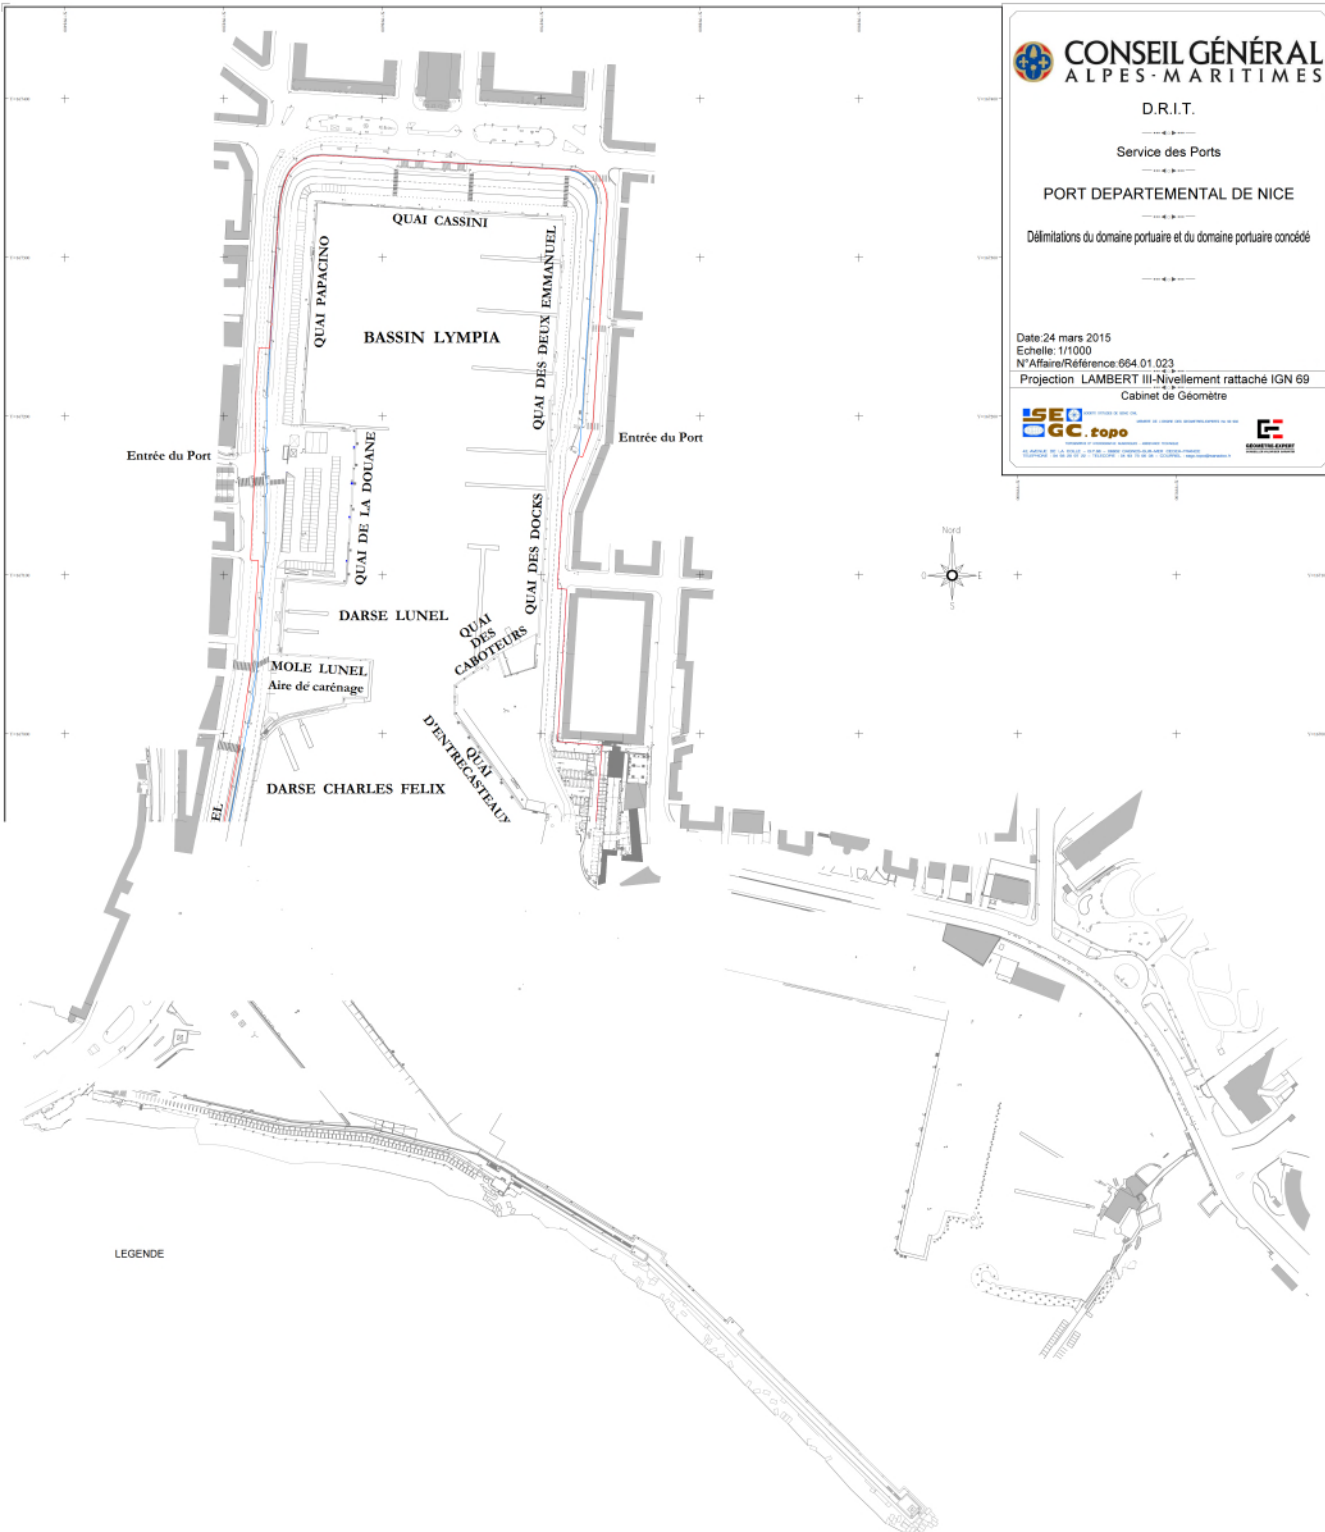 CONSEIL GÉNÉRAL
ALPES-MARITIMES
D.R.I.T.
Service des Ports
PORT DEPARTEMENTAL DE NICE
Délimitations du domaine portuaire et du domaine portuaire concédé
Date:24 mars 2015
Echelle: 1/1000
N°Affaire/Référence:664.01.023
Projection LAMBERT III-Nivellement rattaché IGN 69
Cabinet de Géomètre
ISE
GC.topo
GÉOMÈTRE-EXPERT
QUAI CASSINI
QUAI PAPACINO
QUAI DES DEUX EMMANUEL
BASSIN LYMPIA
Entrée du Port
Entrée du Port
QUAI DE LA DOUANE
QUAI DES DOCKS
Nord
O
E
S
DARSE LUNEL
QUAI
DES
CABOTEURS
MOLE LUNEL
Aire de carénage
QUAI
D'ENTRECASTEAUX
DARSE CHARLES FELIX
EL
LEGENDE